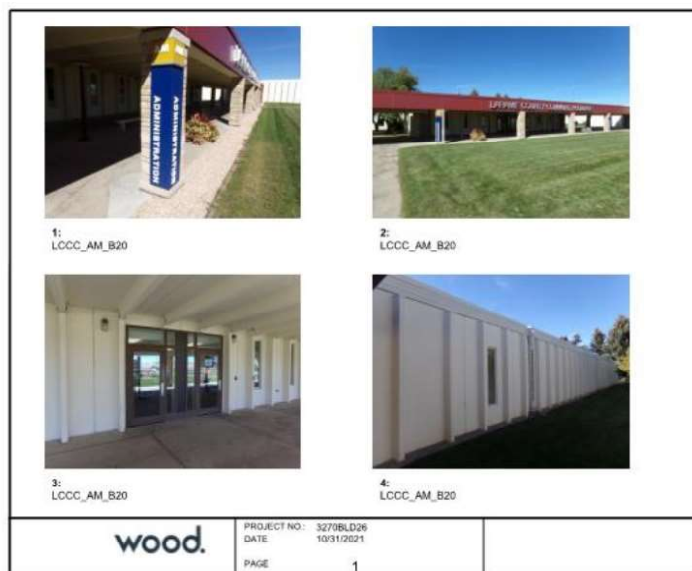 ADMINISTRATION
ADMINISTRATION
1:
LCCC_AM_B20
2:
LCCC_AM_B20
3:
LCCC_AM_B20
4:
LCCC_AM_B20
wood.
PROJECT NO.: 3270BLD26
DATE 10/31/2021
PAGE 1